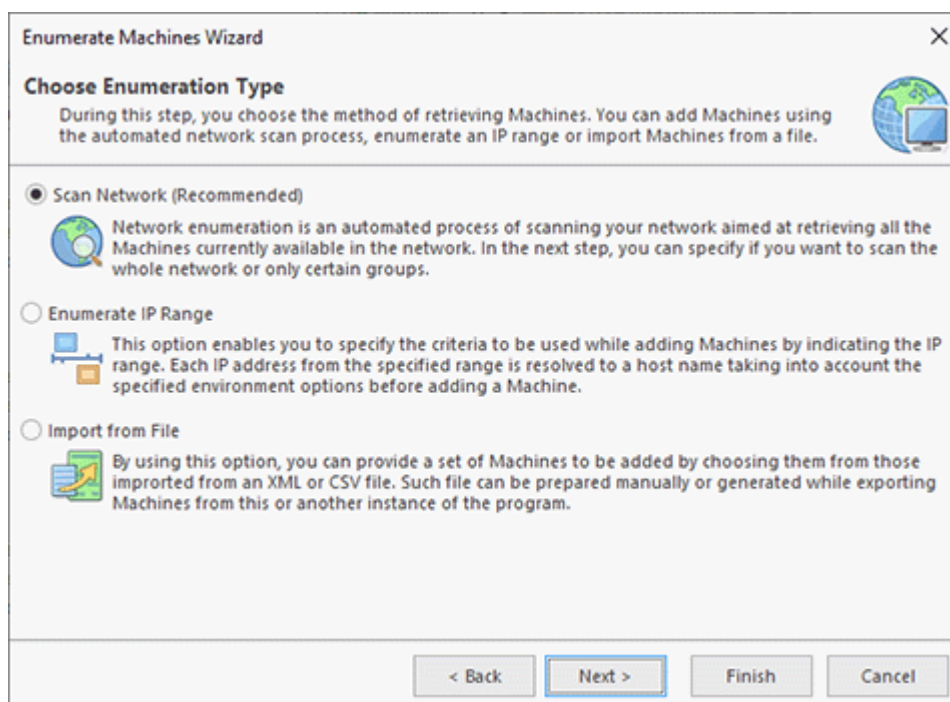 Enumerate Machines Wizard
Choose Enumeration Type
During this step, you choose the method of retrieving Machines. You can add Machines using
the automated network scan process, enumerate an IP range or import Machines from a file.
Scan Network (Recommended)
Network enumeration is an automated process of scanning your network aimed at retrieving all the
Machines currently available in the network. In the next step, you can specify if you want to scan the
whole network or only certain groups.
Enumerate IP Range
This option enables you to specify the criteria to be used while adding Machines by indicating the IP
range. Each IP address from the specified range is resolved to a host name taking into account the
specified environment options before adding a Machine.
Import from File
By using this option, you can provide a set of Machines to be added by choosing them from those
improrted from an XML or CSV file. Such file can be prepared manually or generated while exporting
Machines from this or another instance of the program.
< Back Next > Finish Cancel